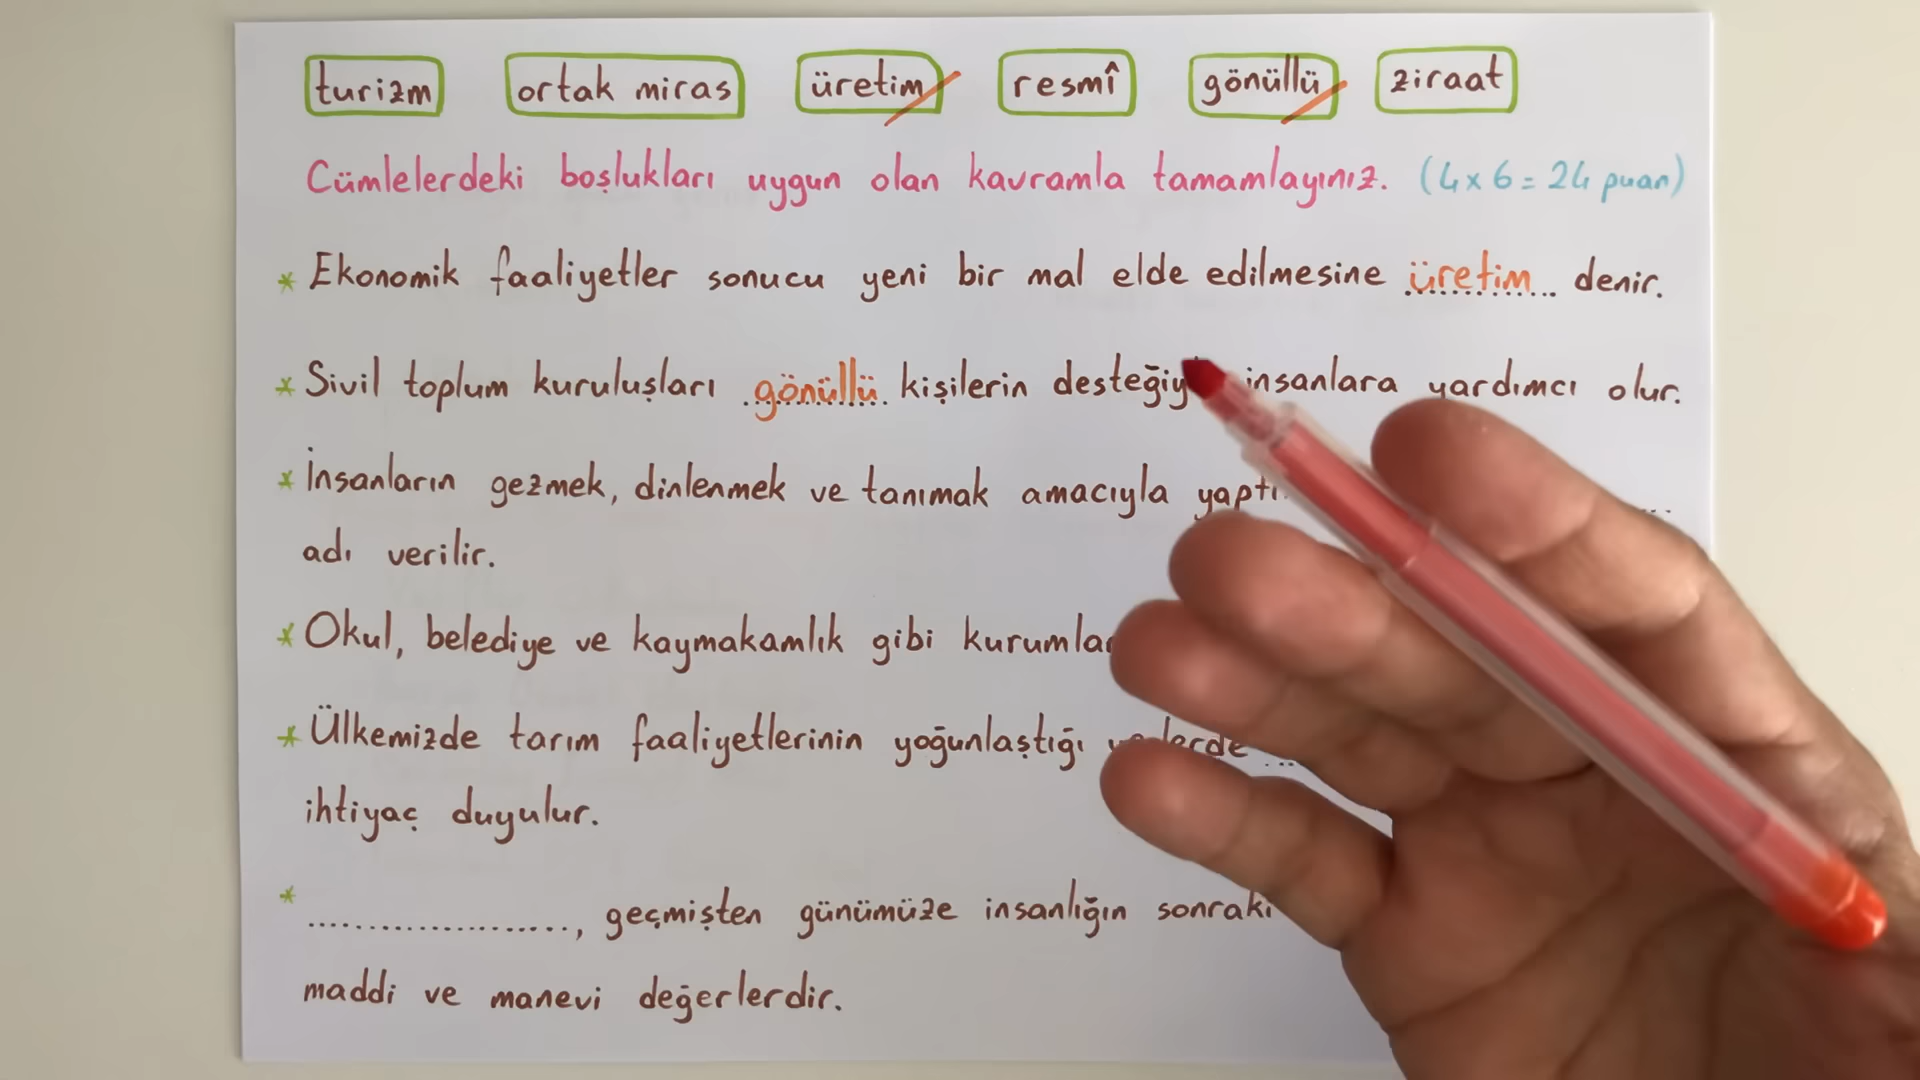 turizm ortak miras üretim resmî gönüllü ziraat
Cümlelerdeki boşlukları uygun olan kavramla tamamlayınız. (4x6=24 puan)
* Ekonomik faaliyetler sonucu yeni bir mal elde edilmesine üretim denir.
* Sivil toplum kuruluşları gönüllü kişilerin insanlara yardımcı olur.
* İnsanların gezmek, dinlenmek ve tanımak amacıyla
adı verilir.
* Okul, belediye ve kaymakamlık gibi
* Ülkemizde tarım faaliyetlerinin yoğunlaştığı
ihtiyaç duyulur.
* ....................., geçmişten günümüze insanlığın sonraki
maddi ve manevi değerlerdir.